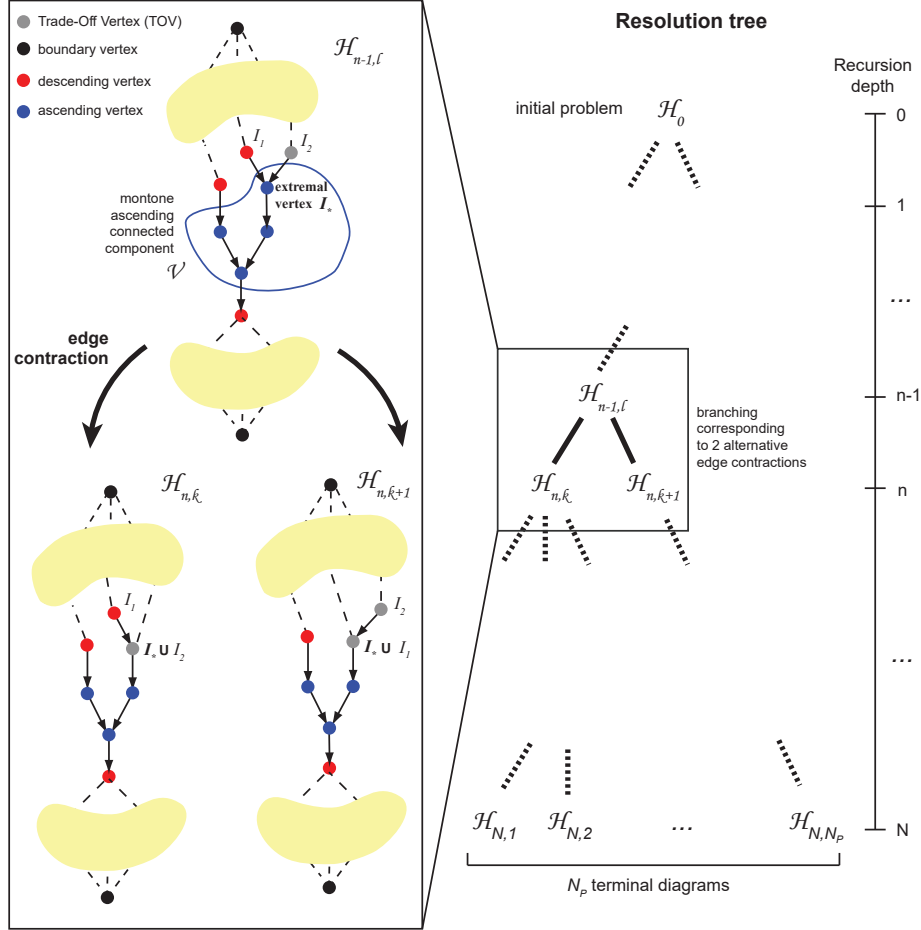 Trade-Off Vertex (TOV)
boundary vertex
descending vertex
ascending vertex
ℋn-1,l
I1
I2
extremal
vertex I*
montone
ascending
connected
component
𝒱
edge
contraction
ℋn,k
I1
I* ∪ I2
ℋn,k+1
I2
I* ∪ I1
Resolution tree
initial problem ℋ0
ℋn-1,l
ℋn,k
ℋn,k+1
branching
corresponding
to 2 alternative
edge contractions
ℋN,1
ℋN,2
...
ℋN,NP
NP terminal diagrams
Recursion
depth
0
1
...
n-1
n
...
N